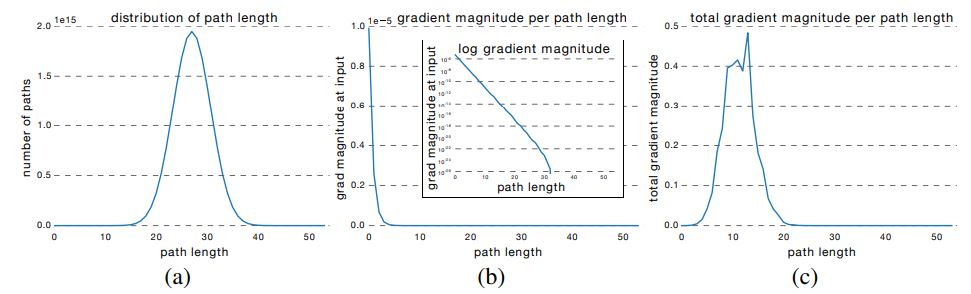 1e15 distribution of path length
2.0
1.5
1.0
0.5
0.0
number of paths
0 10 20 30 40 50
path length
(a)
1e−5 gradient magnitude per path length
1.0
0.8
0.6
0.4
0.2
0.0
grad magnitude at input
0 10 20 30 40 50
path length
log gradient magnitude
grad magnitude at input
0 10 20 30 40 50
path length
(b)
total gradient magnitude per path length
0.5
0.4
0.3
0.2
0.1
0.0
total gradient magnitude
0 10 20 30 40 50
path length
(c)